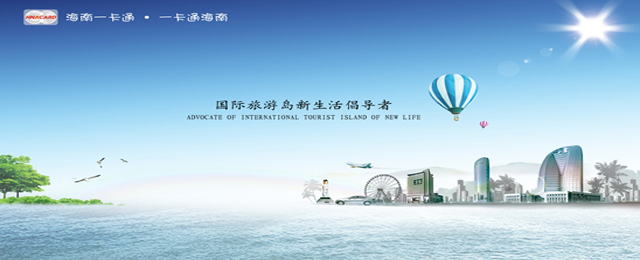 HNACARD 海南一卡通 • 一卡通海南
国际旅游岛新生活倡导者
ADVOCATE OF INTERNATIONAL TOURIST ISLAND OF NEW LIFE